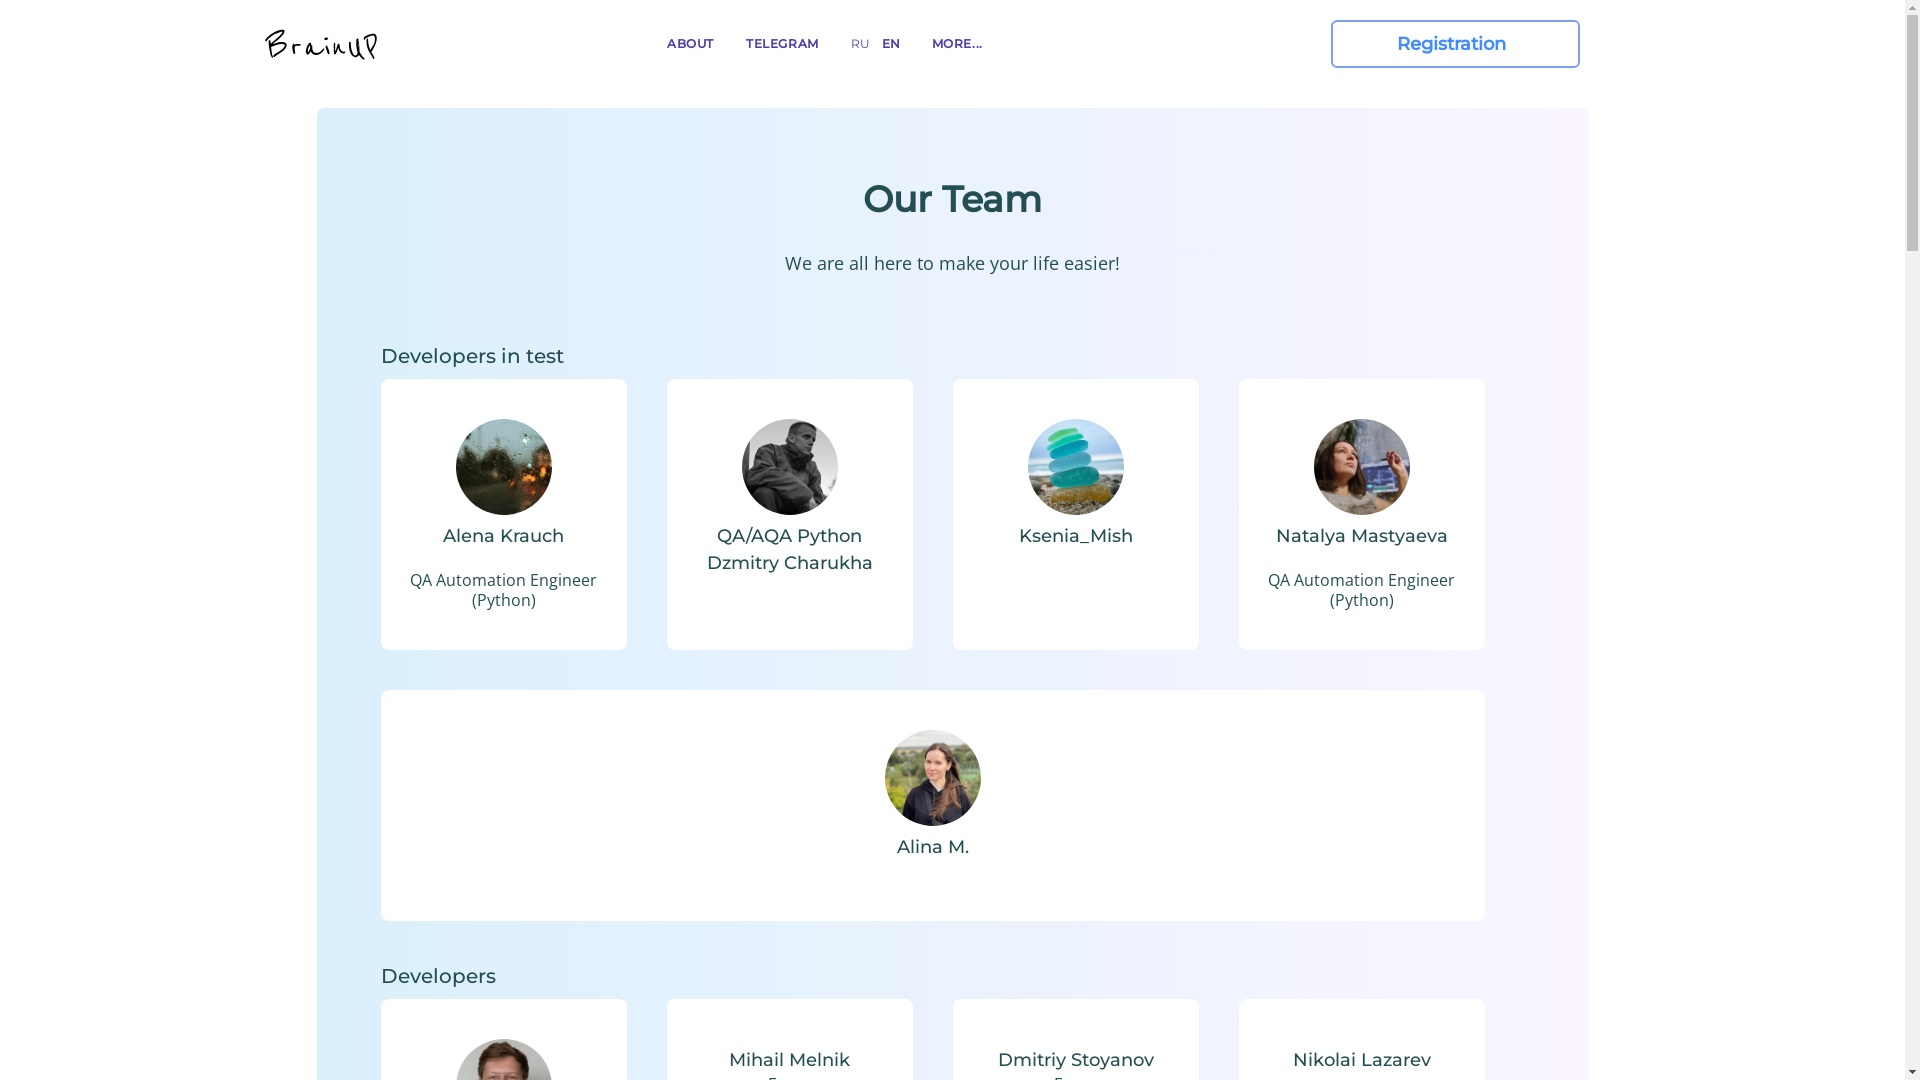 BrainUP
ABOUT
TELEGRAM
RU
EN
MORE...
Registration
Our Team
We are all here to make your life easier!
Developers in test
Alena Krauch
QA Automation Engineer
(Python)
QA/AQA Python
Dzmitry Charukha
Ksenia_Mish
Natalya Mastyaeva
QA Automation Engineer
(Python)
Alina M.
Developers
Mihail Melnik
Dmitriy Stoyanov
Nikolai Lazarev